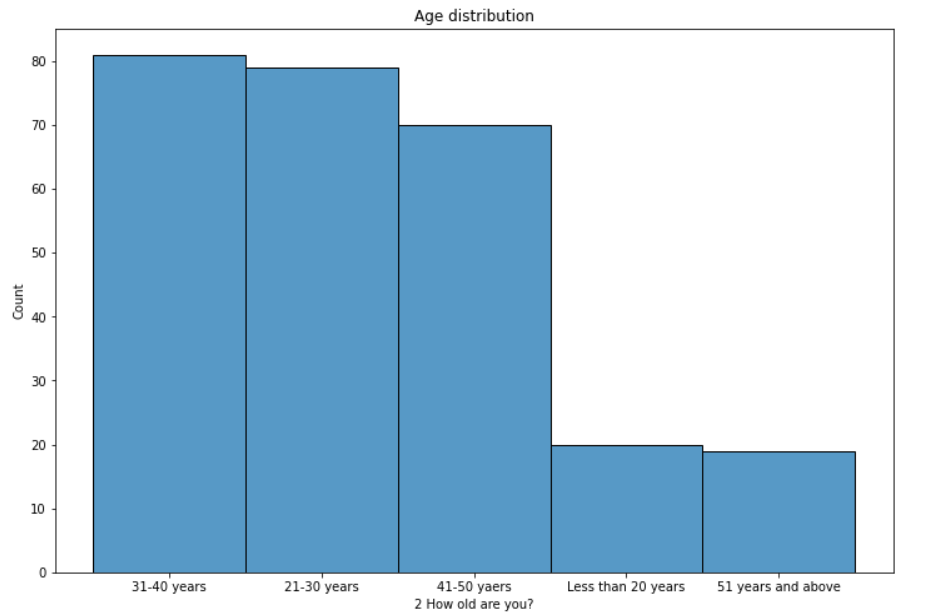 Age distribution
80
70
60
50
40
30
20
10
0
Count
31-40 years 21-30 years 41-50 yaers Less than 20 years 51 years and above
2 How old are you?